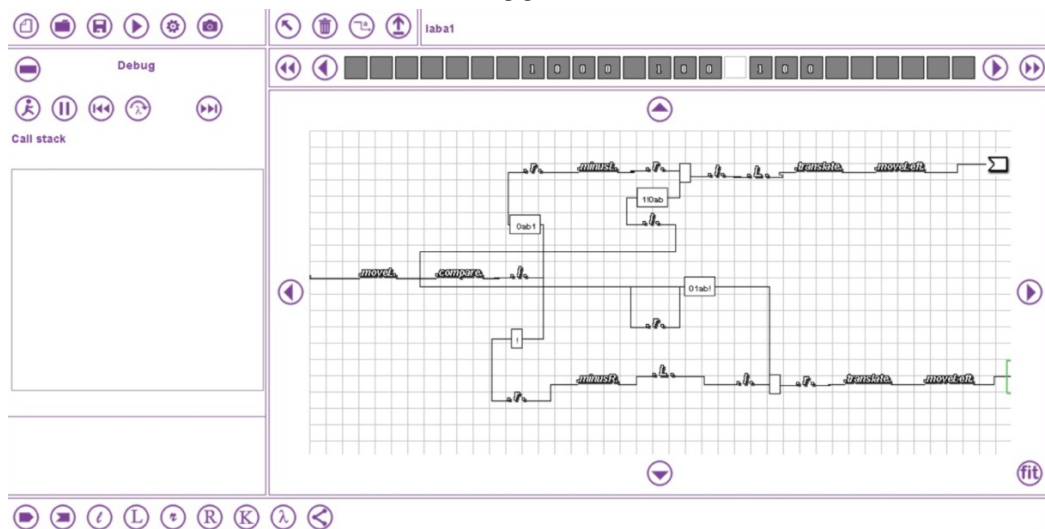 laba1
Debug
1 0 0 0 1 0 0 1 0 0
Call stack
.r. .minusL. .r. .l. .L. .translate. .moveLeft.
1!0ab
.l.
0ab1
.moveL. .compare. .l.
01ab!
.r.
!
.minusR. .L. .l. .r. .translate. .moveLeft.
.r.
fit
l L r R K λ